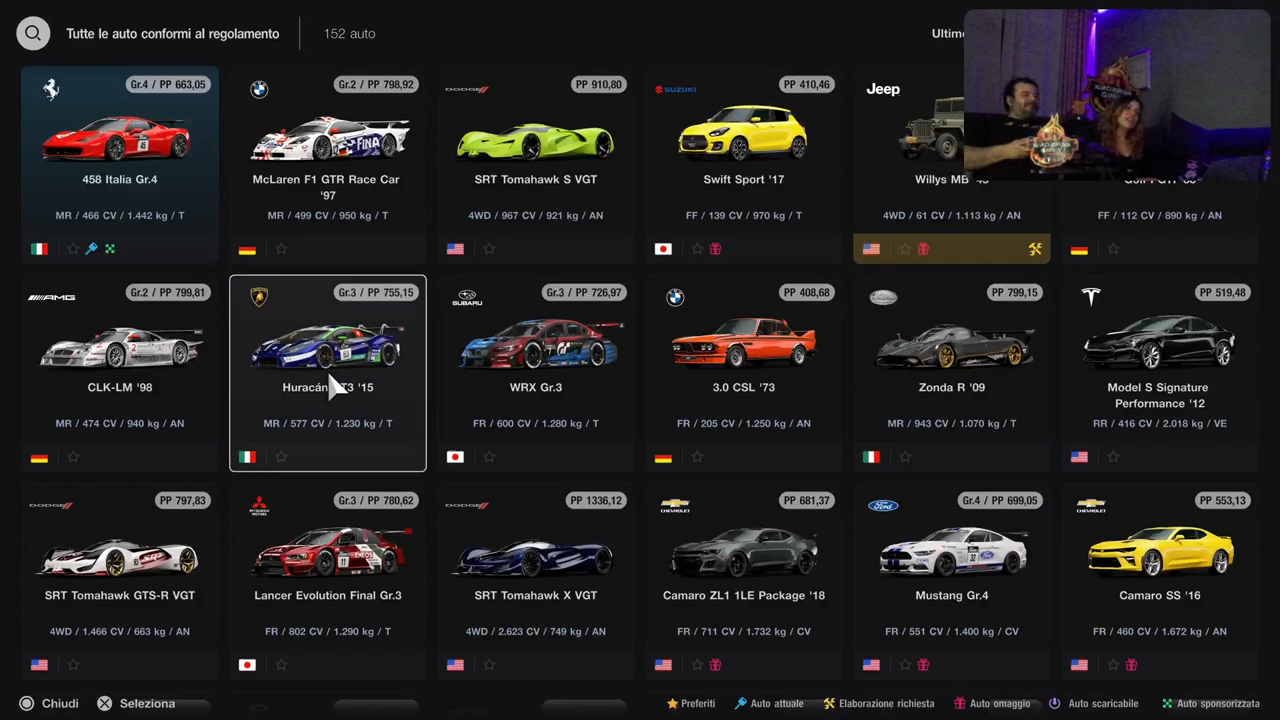 Tutte le auto conformi al regolamento
152 auto
Gr.4 / PP 663,05
458 Italia Gr.4
MR / 466 CV / 1.442 kg / T
Gr.2 / PP 798,92
McLaren F1 GTR Race Car
'97
MR / 499 CV / 950 kg / T
DODGE
PP 910,80
SRT Tomahawk S VGT
4WD / 967 CV / 921 kg / AN
SUZUKI
PP 410,46
Swift Sport '17
FF / 139 CV / 970 kg / T
Jeep
Willys MB
4WD / 61 CV / 1.113 kg / AN
FF / 112 CV / 890 kg / AN
AMG
Gr.2 / PP 799,81
CLK-LM '98
MR / 474 CV / 940 kg / AN
Gr.3 / PP 755,15
'15
MR / 577 CV / 1.230 kg / T
SUBARU
Gr.3 / PP 726,97
WRX Gr.3
FR / 600 CV / 1.280 kg / T
PP 408,68
3.0 CSL '73
FR / 205 CV / 1.250 kg / AN
PP 799,15
Zonda R '09
MR / 943 CV / 1.070 kg / T
PP 519,48
Model S Signature
Performance '12
RR / 416 CV / 2.018 kg / VE
DODGE
PP 797,83
SRT Tomahawk GTS-R VGT
4WD / 1.466 CV / 663 kg / AN
MITSUBISHI
MOTORS
Gr.3 / PP 780,62
Lancer Evolution Final Gr.3
FR / 802 CV / 1.290 kg / T
DODGE
PP 1336,12
SRT Tomahawk X VGT
4WD / 2.623 CV / 749 kg / AN
CHEVROLET
PP 681,37
Camaro ZL1 1LE Package '18
FR / 711 CV / 1.732 kg / CV
Ford
Gr.4 / PP 699,05
Mustang Gr.4
FR / 551 CV / 1.400 kg / CV
CHEVROLET
PP 553,13
Camaro SS '16
FR / 460 CV / 1.672 kg / AN
Chiudi
Seleziona
Preferiti
Auto attuale
Elaborazione richiesta
Auto omaggio
Auto scaricabile
Auto sponsorizzata